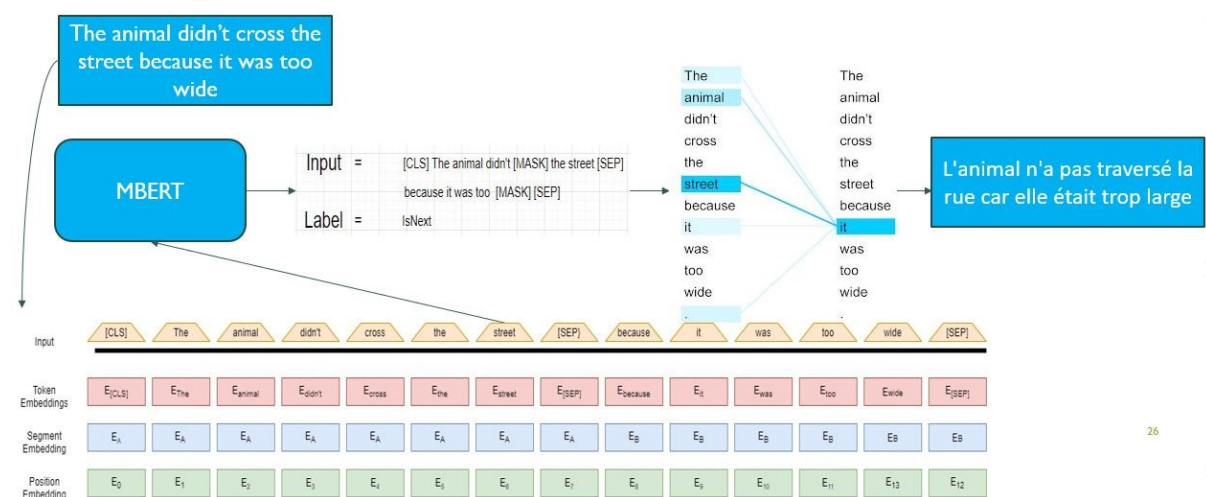 The animal didn't cross the
street because it was too
wide
MBERT
Input = [CLS] The animal didn't [MASK] the street [SEP]
because it was too [MASK] [SEP]
Label = IsNext
The
animal
didn't
cross
the
street
because
it
was
too
wide
.
The
animal
didn't
cross
the
street
because
it
was
too
wide
.
L'animal n'a pas traversé la
rue car elle était trop large
Input [CLS] The animal didn't cross the street [SEP] because it was too wide [SEP]
Token
Embeddings
E[CLS] EThe Eanimal Edidn't Ecross Ethe Estreet E[SEP] Ebecause Eit Ewas Etoo Ewide E[SEP]
Segment
Embedding
EA EA EA EA EA EA EA EA EB EB EB EB EB EB
Position
Embedding
E0 E1 E2 E3 E4 E5 E6 E7 E8 E9 E10 E11 E13 E12
26